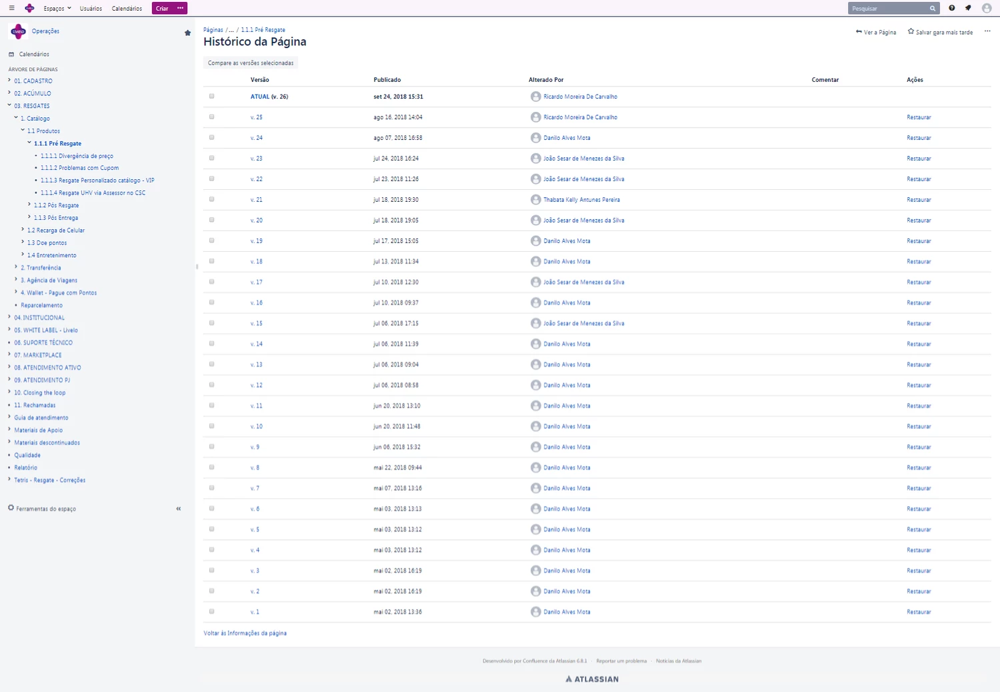 Espaços Usuários Calendários Criar ··· Pesquisar
Livelo Operações
Calendários
ÁRVORE DE PÁGINAS
01. CADASTRO
02. ACÚMULO
03. RESGATES
1. Catálogo
1.1 Produtos
1.1.1 Pré Resgate
1.1.1.1 Divergência de preço
1.1.1.2 Problemas com Cupom
1.1.1.3 Resgate Personalizado catálogo - VIP
1.1.1.4 Resgate UHV via Assessor no CSC
1.1.2 Pós Resgate
1.1.3 Pós Entrega
1.2 Recarga de Celular
1.3 Doe pontos
1.4 Entretenimento
2. Transferência
3. Agência de Viagens
4. Wallet - Pague com Pontos
Reparcelamento
04. INSTITUCIONAL
05. WHITE LABEL - Livelo
06. SUPORTE TÉCNICO
07. MARKETPLACE
08. ATENDIMENTO ATIVO
09. ATENDIMENTO PJ
10. Closing the loop
11. Rechamadas
Guia de atendimento
Materiais de Apoio
Materiais descontinuados
Qualidade
Relatório
Tetris - Resgate - Correções
Ferramentas do espaço «
Páginas /... / 1.1.1 Pré Resgate
Histórico da Página
Ver a Página Salvar para mais tarde ···
Compare as versões selecionadas
Versão Publicado Alterado Por Comentar Ações
ATUAL (v. 26) set 24, 2018 15:31 Ricardo Moreira De Carvalho
v. 25 ago 16, 2018 14:04 Ricardo Moreira De Carvalho Restaurar
v. 24 ago 07, 2018 16:58 Danilo Alves Mota Restaurar
v. 23 jul 24, 2018 16:24 João Sesar de Menezes da Silva Restaurar
v. 22 jul 23, 2018 11:26 João Sesar de Menezes da Silva Restaurar
v. 21 jul 18, 2018 19:30 Thabata Kelly Antunes Pereira Restaurar
v. 20 jul 18, 2018 19:05 João Sesar de Menezes da Silva Restaurar
v. 19 jul 17, 2018 15:05 Danilo Alves Mota Restaurar
v. 18 jul 13, 2018 11:34 Danilo Alves Mota Restaurar
v. 17 jul 10, 2018 12:30 João Sesar de Menezes da Silva Restaurar
v. 16 jul 10, 2018 09:37 Danilo Alves Mota Restaurar
v. 15 jul 06, 2018 17:15 João Sesar de Menezes da Silva Restaurar
v. 14 jul 06, 2018 11:39 Danilo Alves Mota Restaurar
v. 13 jul 06, 2018 09:04 Danilo Alves Mota Restaurar
v. 12 jul 06, 2018 08:58 Danilo Alves Mota Restaurar
v. 11 jun 20, 2018 13:10 Danilo Alves Mota Restaurar
v. 10 jun 20, 2018 11:48 Danilo Alves Mota Restaurar
v. 9 jun 06, 2018 15:32 Danilo Alves Mota Restaurar
v. 8 mai 22, 2018 09:44 Danilo Alves Mota Restaurar
v. 7 mai 07, 2018 13:16 Danilo Alves Mota Restaurar
v. 6 mai 03, 2018 13:13 Danilo Alves Mota Restaurar
v. 5 mai 03, 2018 13:12 Danilo Alves Mota Restaurar
v. 4 mai 03, 2018 13:12 Danilo Alves Mota Restaurar
v. 3 mai 02, 2018 16:19 Danilo Alves Mota Restaurar
v. 2 mai 02, 2018 16:19 Danilo Alves Mota Restaurar
v. 1 mai 02, 2018 13:36 Danilo Alves Mota Restaurar
Voltar às Informações da página
Desenvolvido por Confluence da Atlassian 6.8.1 · Reportar um problema · Notícias da Atlassian
ATLASSIAN